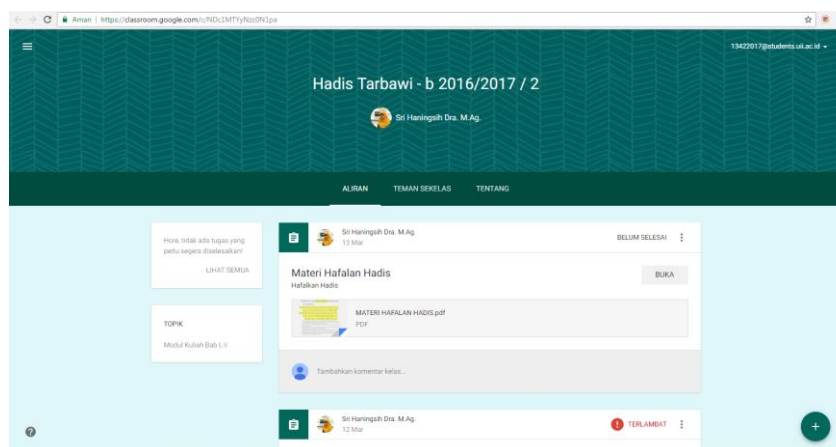 Aman | https://classroom.google.com/c/NDc1MTYyNzc0N1pa
13422017@students.uii.ac.id
Hadis Tarbawi - b 2016/2017 / 2
Sri Haningsih Dra. M.Ag.
ALIRAN TEMAN SEKELAS TENTANG
Hore, tidak ada tugas yang
perlu segera diselesaikan!
LIHAT SEMUA
TOPIK
Modul Kuliah Bab I, II
Sri Haningsih Dra. M.Ag.
13 Mar
BELUM SELESAI
Materi Hafalan Hadis
Hafalkan Hadis
BUKA
MATERI HAFALAN HADIS.pdf
PDF
Tambahkan komentar kelas...
Sri Haningsih Dra. M.Ag.
12 Mar
TERLAMBAT